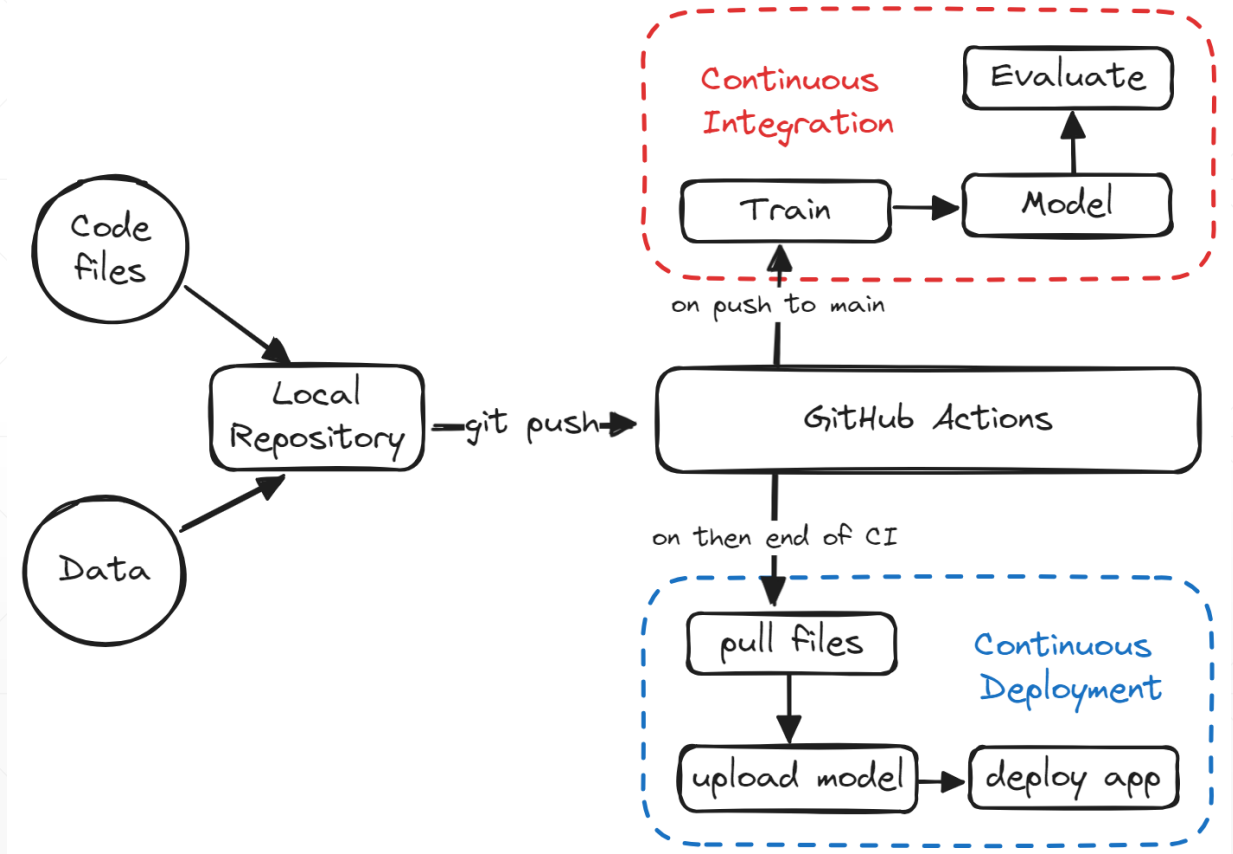 Continuous
Integration
Evaluate
Train
Model
on push to main
Code
files
Local
Repository
git push
GitHub Actions
Data
on then end of CI
pull files
Continuous
Deployment
upload model
deploy app